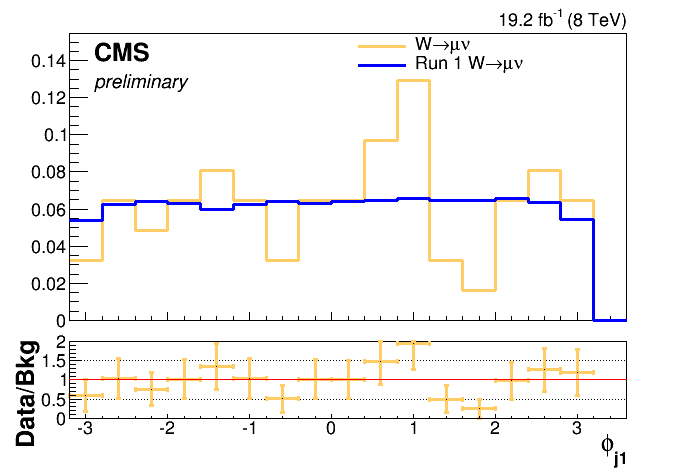 19.2 fb⁻¹ (8 TeV)
CMS
preliminary
W→μν
Run 1 W→μν
0.14
0.12
0.1
0.08
0.06
0.04
0.02
0
Data/Bkg
2
1.5
1
0.5
0
-3 -2 -1 0 1 2 3
ϕj1